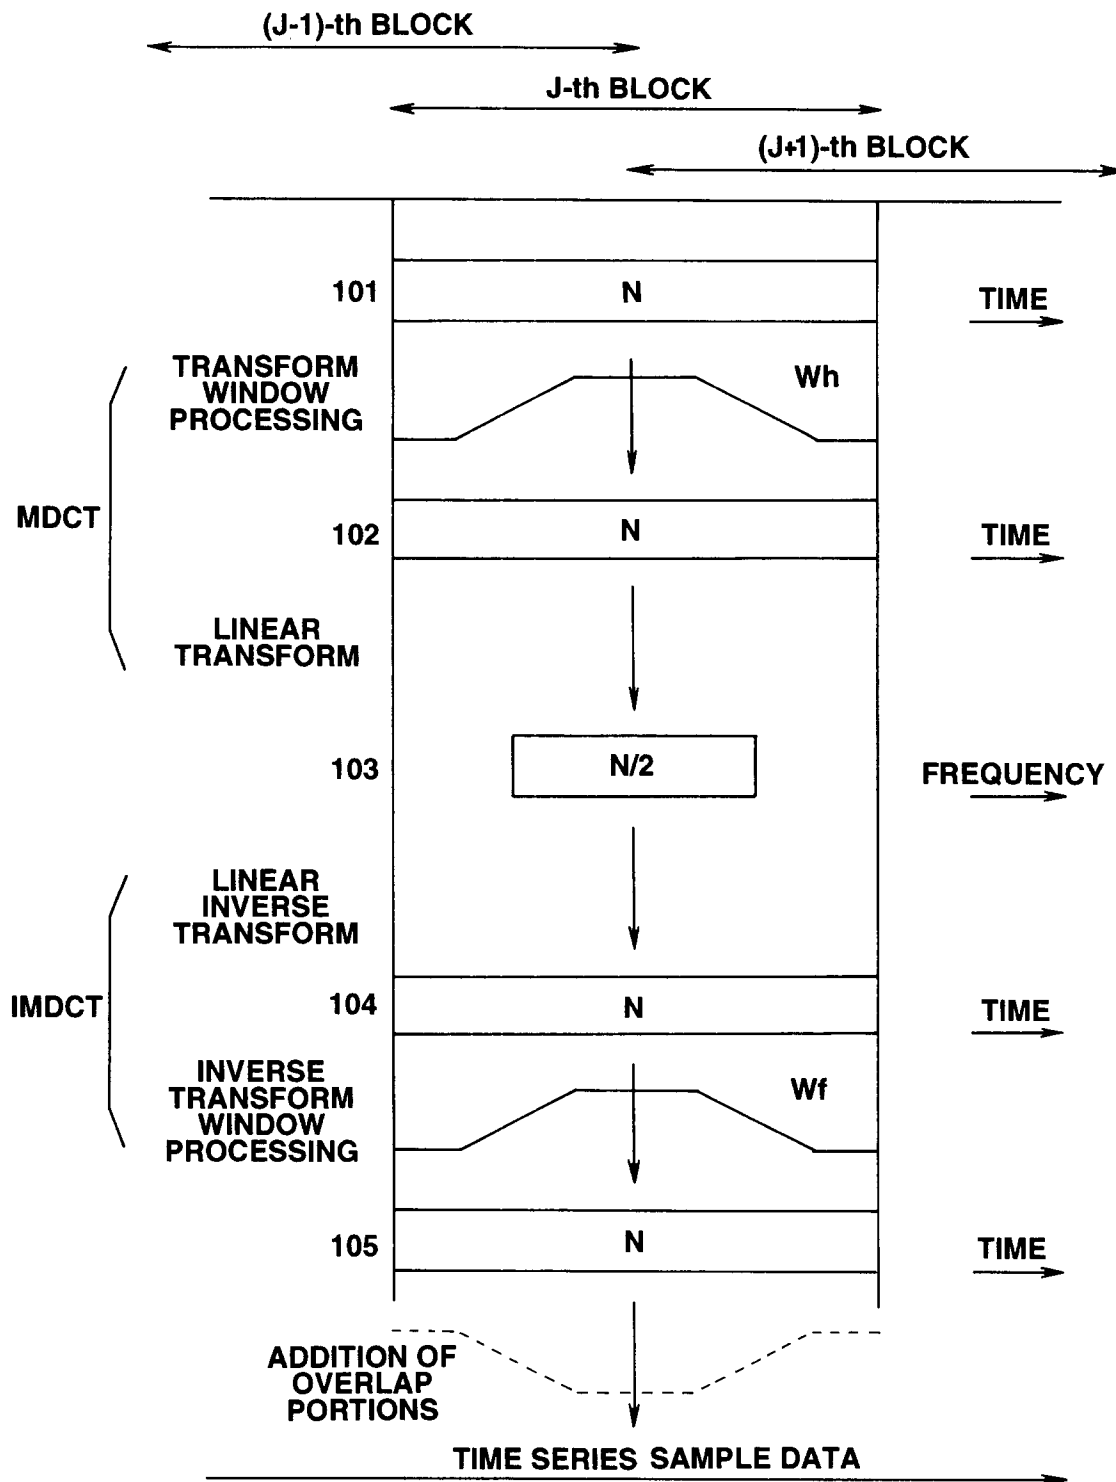 (J-1)-th BLOCK
J-th BLOCK
(J+1)-th BLOCK
101
N
TIME
TRANSFORM
WINDOW
PROCESSING
Wh
MDCT
102
N
TIME
LINEAR
TRANSFORM
103
N/2
FREQUENCY
LINEAR
INVERSE
TRANSFORM
IMDCT
104
N
TIME
INVERSE
TRANSFORM
WINDOW
PROCESSING
Wf
105
N
TIME
ADDITION OF
OVERLAP
PORTIONS
TIME SERIES SAMPLE DATA